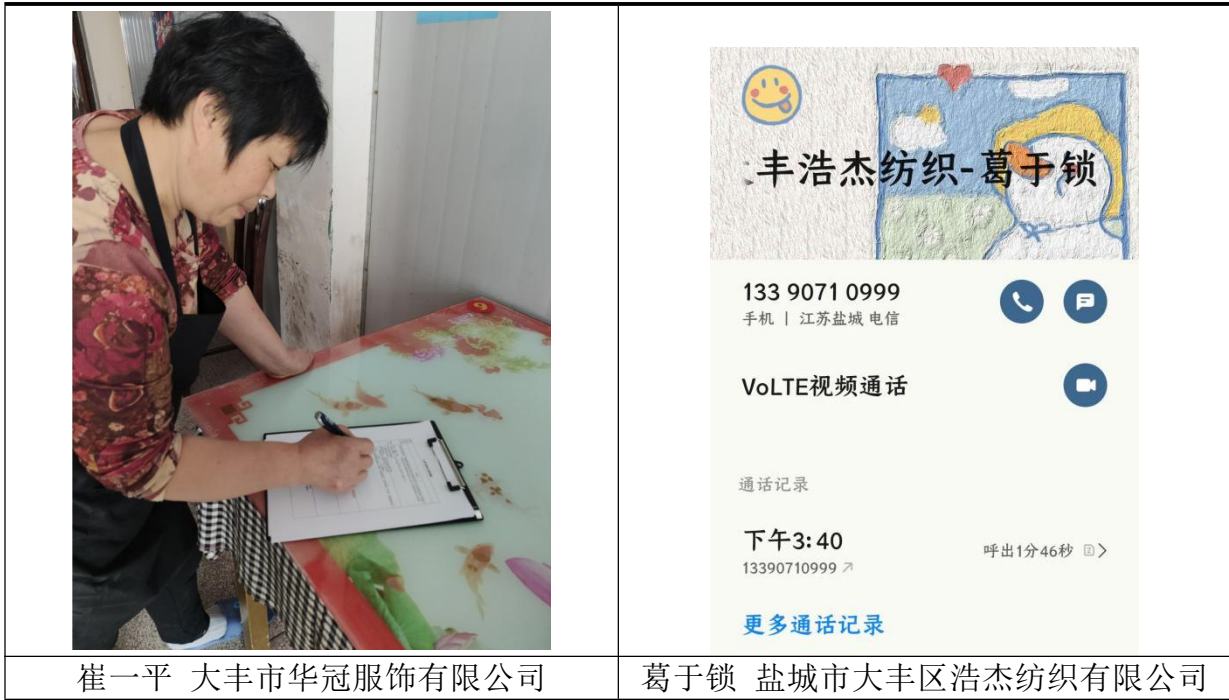 丰浩杰纺织-葛于锁
133 9071 0999
手机 | 江苏盐城 电信
VoLTE视频通话
通话记录
下午3:40
呼出1分46秒
13390710999
更多通话记录
崔一平 大丰市华冠服饰有限公司
葛于锁 盐城市大丰区浩杰纺织有限公司